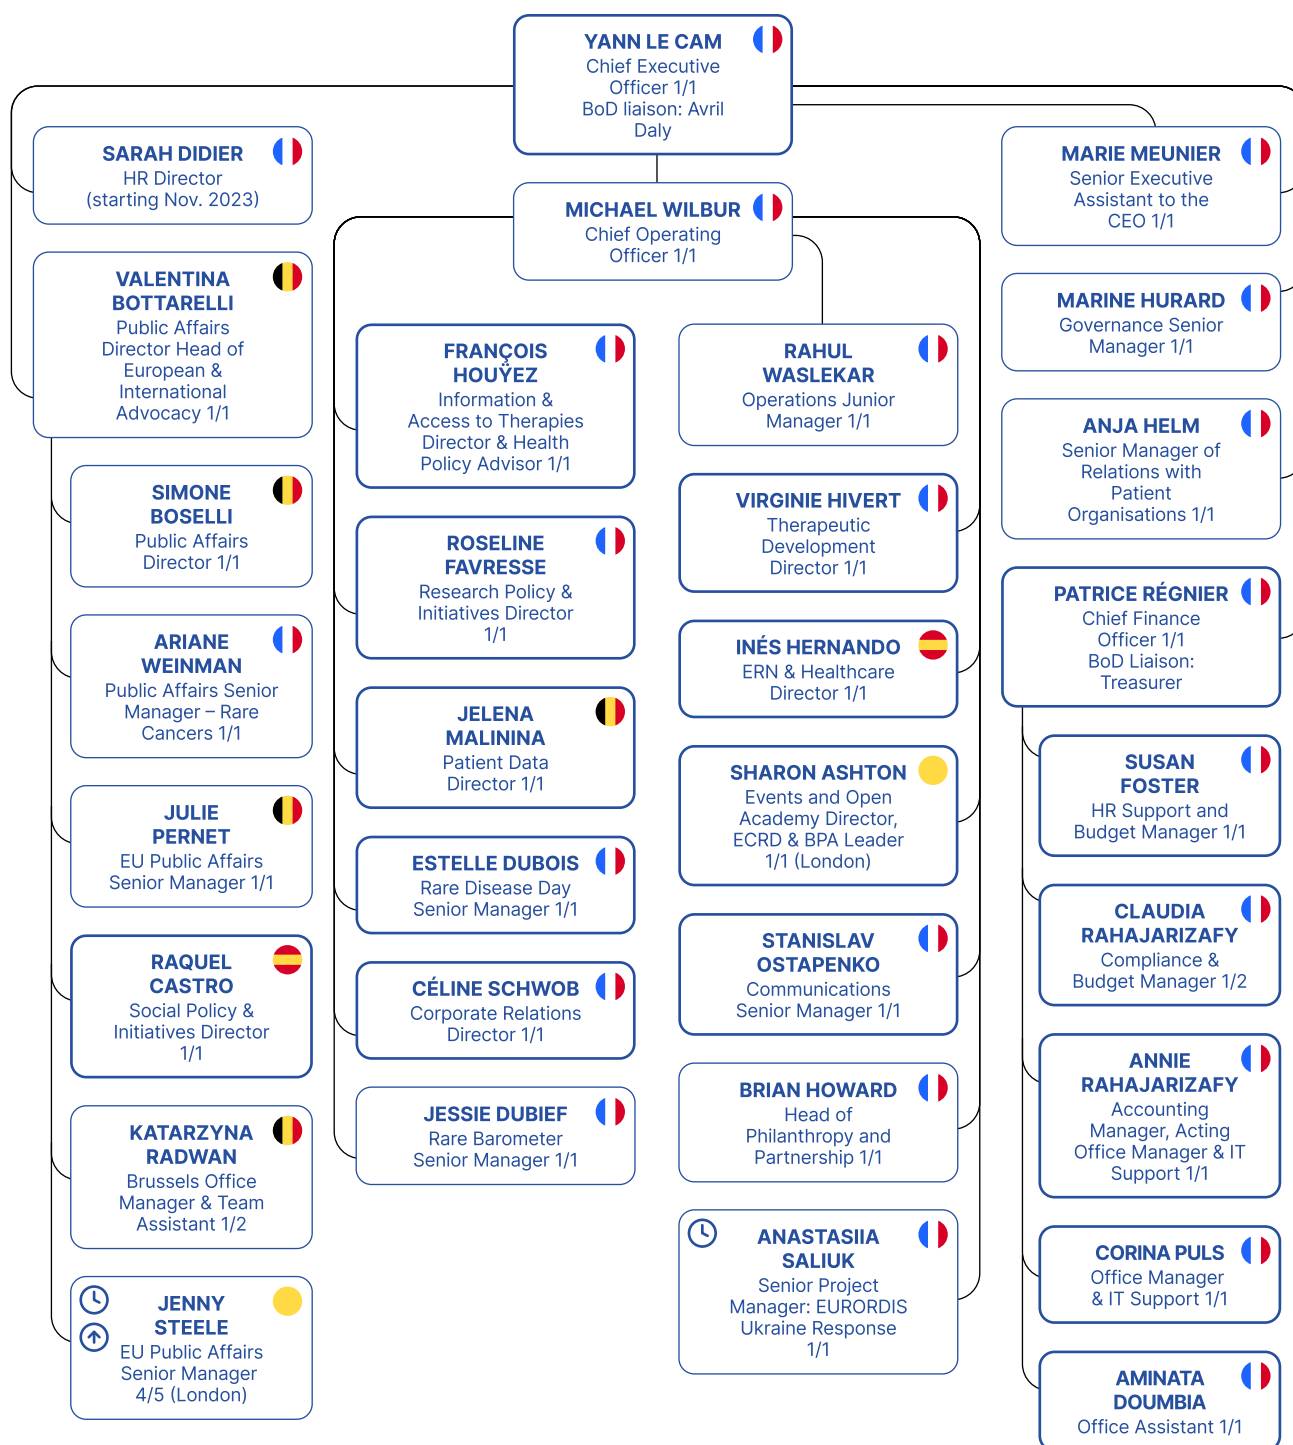 YANN LE CAM
Chief Executive
Officer 1/1
BoD liaison: Avril
Daly
SARAH DIDIER
HR Director
(starting Nov. 2023)
MARIE MEUNIER
Senior Executive
Assistant to the
CEO 1/1
MICHAEL WILBUR
Chief Operating
Officer 1/1
VALENTINA
BOTTARELLI
Public Affairs
Director Head of
European &
International
Advocacy 1/1
SIMONE
BOSELLI
Public Affairs
Director 1/1
ARIANE
WEINMAN
Public Affairs Senior
Manager – Rare
Cancers 1/1
JULIE
PERNET
EU Public Affairs
Senior Manager 1/1
RAQUEL
CASTRO
Social Policy &
Initiatives Director
1/1
KATARZYNA
RADWAN
Brussels Office
Manager & Team
Assistant 1/2
JENNY
STEELE
EU Public Affairs
Senior Manager
4/5 (London)
FRANÇOIS
HOUŸEZ
Information &
Access to Therapies
Director & Health
Policy Advisor 1/1
ROSELINE
FAVRESSE
Research Policy &
Initiatives Director
1/1
JELENA
MALININA
Patient Data
Director 1/1
ESTELLE DUBOIS
Rare Disease Day
Senior Manager 1/1
CÉLINE SCHWOB
Corporate Relations
Director 1/1
JESSIE DUBIEF
Rare Barometer
Senior Manager 1/1
RAHUL
WASLEKAR
Operations Junior
Manager 1/1
VIRGINIE HIVERT
Therapeutic
Development
Director 1/1
INÉS HERNANDO
ERN & Healthcare
Director 1/1
SHARON ASHTON
Events and Open
Academy Director,
ECRD & BPA Leader
1/1 (London)
STANISLAV
OSTAPENKO
Communications
Senior Manager 1/1
BRIAN HOWARD
Head of
Philanthropy and
Partnership 1/1
ANASTASIIA
SALIUK
Senior Project
Manager: EURORDIS
Ukraine Response
1/1
MARINE HURARD
Governance Senior
Manager 1/1
ANJA HELM
Senior Manager of
Relations with
Patient
Organisations 1/1
PATRICE RÉGNIER
Chief Finance
Officer 1/1
BoD Liaison:
Treasurer
SUSAN
FOSTER
HR Support and
Budget Manager 1/1
CLAUDIA
RAHAJARIZAFY
Compliance &
Budget Manager 1/2
ANNIE
RAHAJARIZAFY
Accounting
Manager, Acting
Office Manager & IT
Support 1/1
CORINA PULS
Office Manager
& IT Support 1/1
AMINATA
DOUMBIA
Office Assistant 1/1